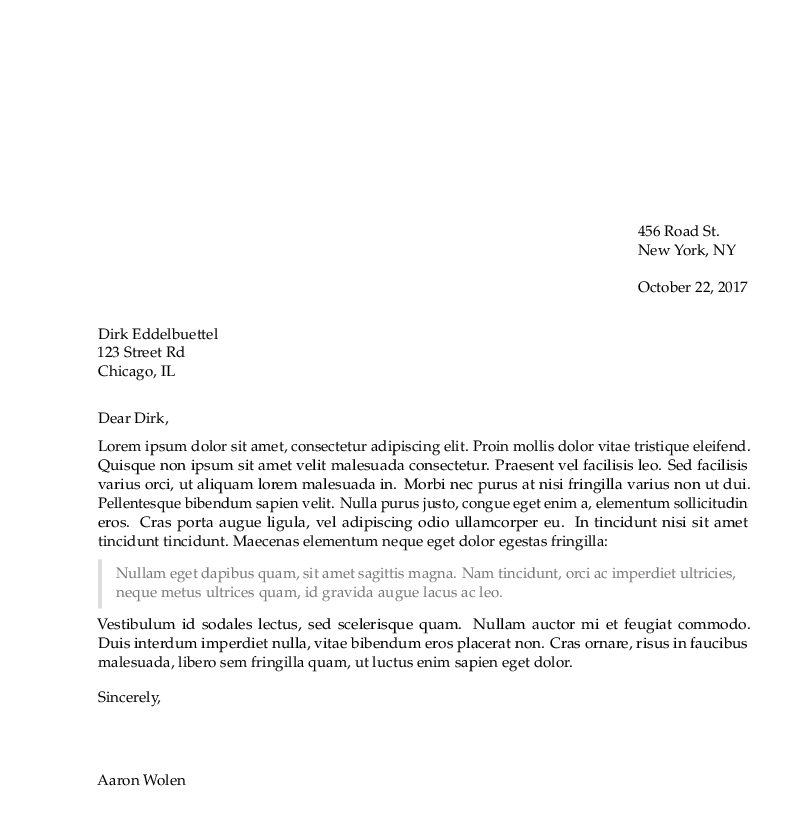 456 Road St.
New York, NY
October 22, 2017
Dirk Eddelbuettel
123 Street Rd
Chicago, IL
Dear Dirk,
Lorem ipsum dolor sit amet, consectetur adipiscing elit. Proin mollis dolor vitae tristique eleifend.
Quisque non ipsum sit amet velit malesuada consectetur. Praesent vel facilisis leo. Sed facilisis
varius orci, ut aliquam lorem malesuada in. Morbi nec purus at nisi fringilla varius non ut dui.
Pellentesque bibendum sapien velit. Nulla purus justo, congue eget enim a, elementum sollicitudin
eros. Cras porta augue ligula, vel adipiscing odio ullamcorper eu. In tincidunt nisi sit amet
tincidunt tincidunt. Maecenas elementum neque eget dolor egestas fringilla:
Nullam eget dapibus quam, sit amet sagittis magna. Nam tincidunt, orci ac imperdiet ultricies,
neque metus ultrices quam, id gravida augue lacus ac leo.
Vestibulum id sodales lectus, sed scelerisque quam. Nullam auctor mi et feugiat commodo.
Duis interdum imperdiet nulla, vitae bibendum eros placerat non. Cras ornare, risus in faucibus
malesuada, libero sem fringilla quam, ut luctus enim sapien eget dolor.
Sincerely,
Aaron Wolen